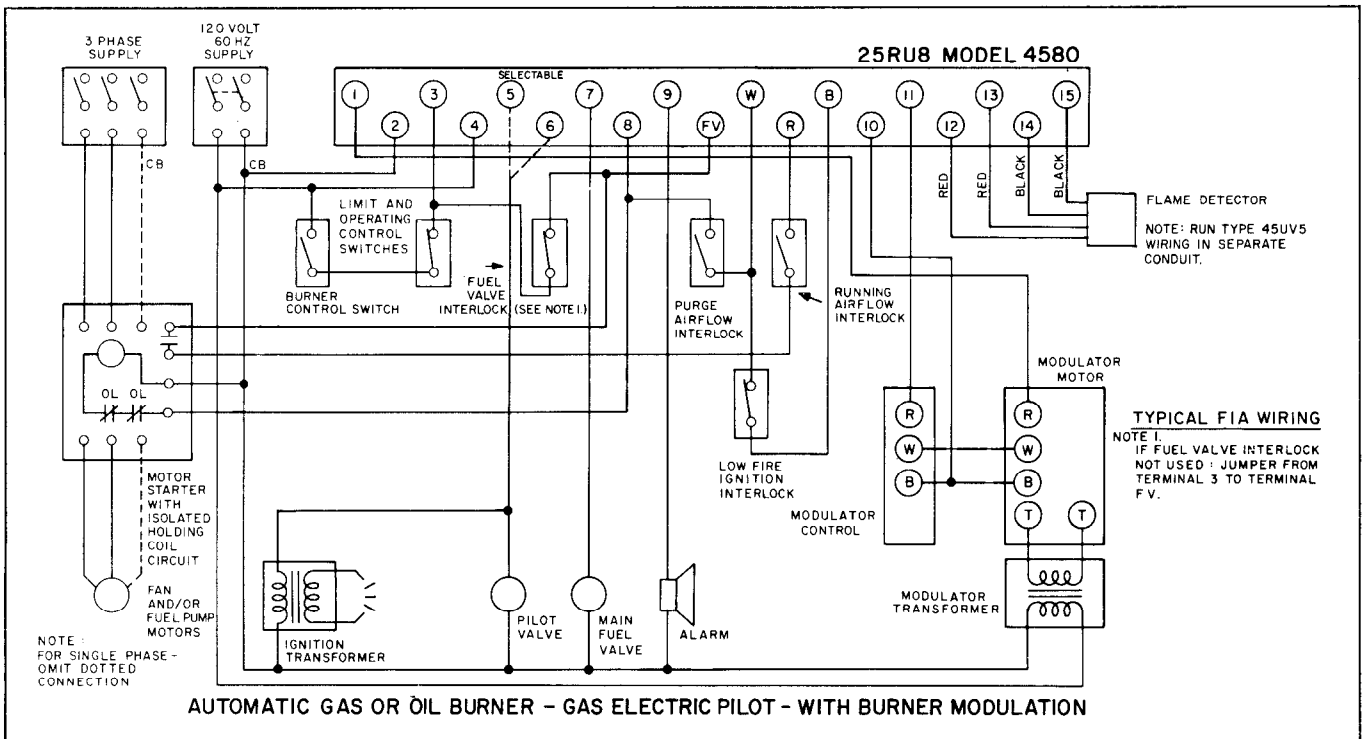 3 PHASE
SUPPLY
120 VOLT
60 HZ
SUPPLY
25RU8 MODEL 4580
SELECTABLE
1
3
5
7
9
W
B
11
13
15
2
4
6
8
FV
R
10
12
14
CB
CB
RED
RED
BLACK
BLACK
LIMIT AND
OPERATING
CONTROL
SWITCHES
BURNER
CONTROL SWITCH
FUEL
VALVE
INTERLOCK (SEE NOTE 1.)
PURGE
AIRFLOW
INTERLOCK
RUNNING
AIRFLOW
INTERLOCK
FLAME DETECTOR
NOTE: RUN TYPE 45UV5
WIRING IN SEPARATE
CONDUIT.
OL OL
MOTOR
STARTER
WITH
ISOLATED
HOLDING
COIL
CIRCUIT
LOW FIRE
IGNITION
INTERLOCK
R
W
B
MODULATOR
CONTROL
MODULATOR
MOTOR
R
W
B
T
T
TYPICAL FIA WIRING
NOTE 1.
IF FUEL VALVE INTERLOCK
NOT USED : JUMPER FROM
TERMINAL 3 TO TERMINAL
FV.
MODULATOR
TRANSFORMER
FAN
AND/OR
FUEL PUMP
MOTORS
NOTE :
FOR SINGLE PHASE-
OMIT DOTTED
CONNECTION
IGNITION
TRANSFORMER
PILOT
VALVE
MAIN
FUEL
VALVE
ALARM
AUTOMATIC GAS OR OIL BURNER - GAS ELECTRIC PILOT - WITH BURNER MODULATION